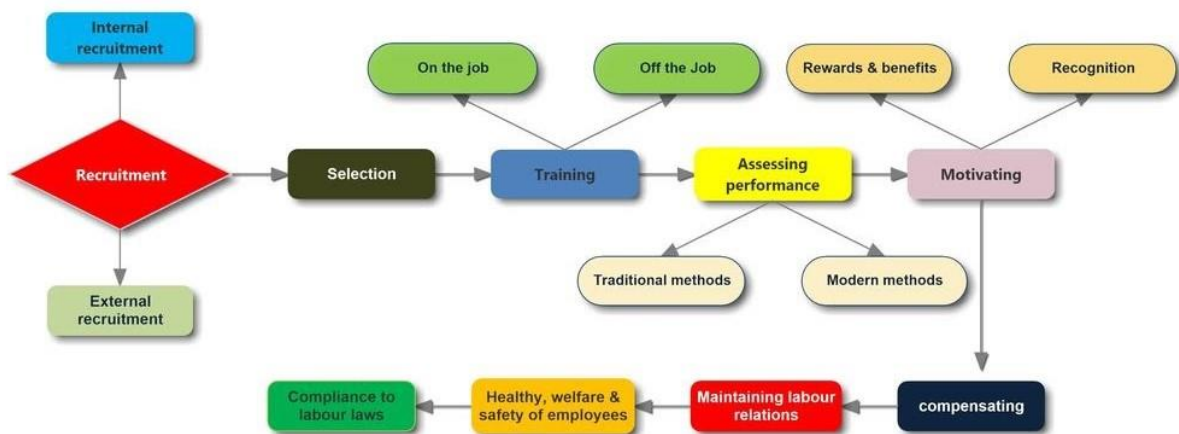 Internal
recruitment
On the job
Off the Job
Rewards & benefits
Recognition
Recruitment
Selection
Training
Assessing
performance
Motivating
Traditional methods
Modern methods
External
recruitment
Compliance to
labour laws
Healthy, welfare &
safety of employees
Maintaining labour
relations
compensating